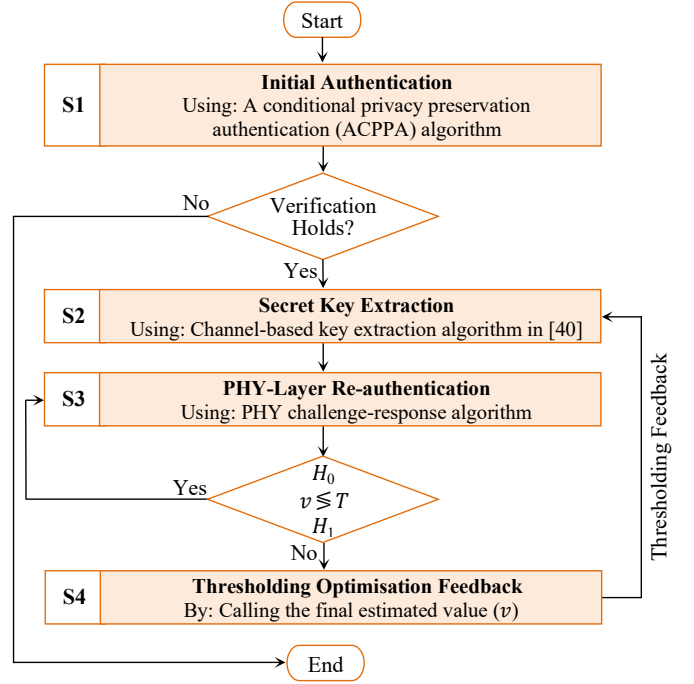 Start
S1
Initial Authentication
Using: A conditional privacy preservation
authentication (ACPPA) algorithm
No
Verification
Holds?
Yes
S2
Secret Key Extraction
Using: Channel-based key extraction algorithm in [40]
S3
PHY-Layer Re-authentication
Using: PHY challenge-response algorithm
Thresholding Feedback
Yes
H₀
v ≶ T
H₁
No
S4
Thresholding Optimisation Feedback
By: Calling the final estimated value (v)
End